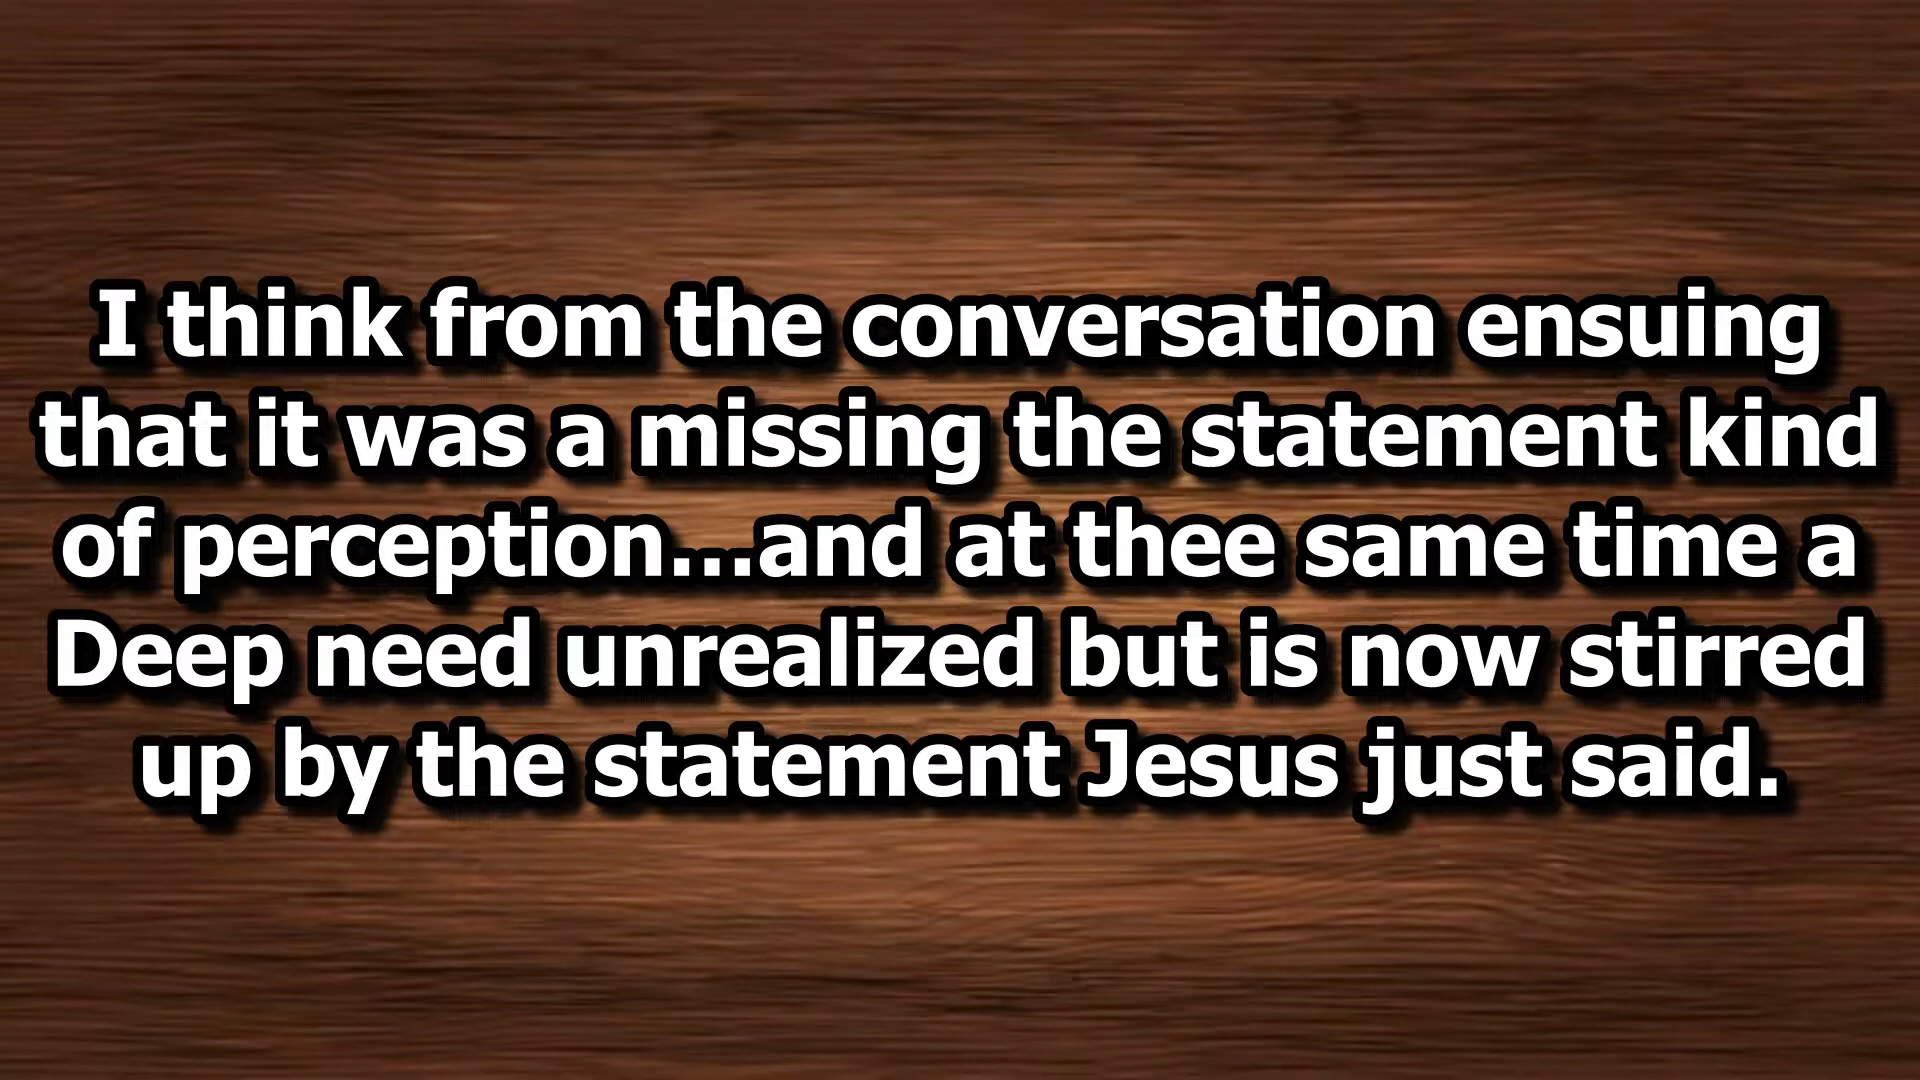 I think from the conversation ensuing
that it was a missing the statement kind
of perception...and at thee same time a
Deep need unrealized but is now stirred
up by the statement Jesus just said.